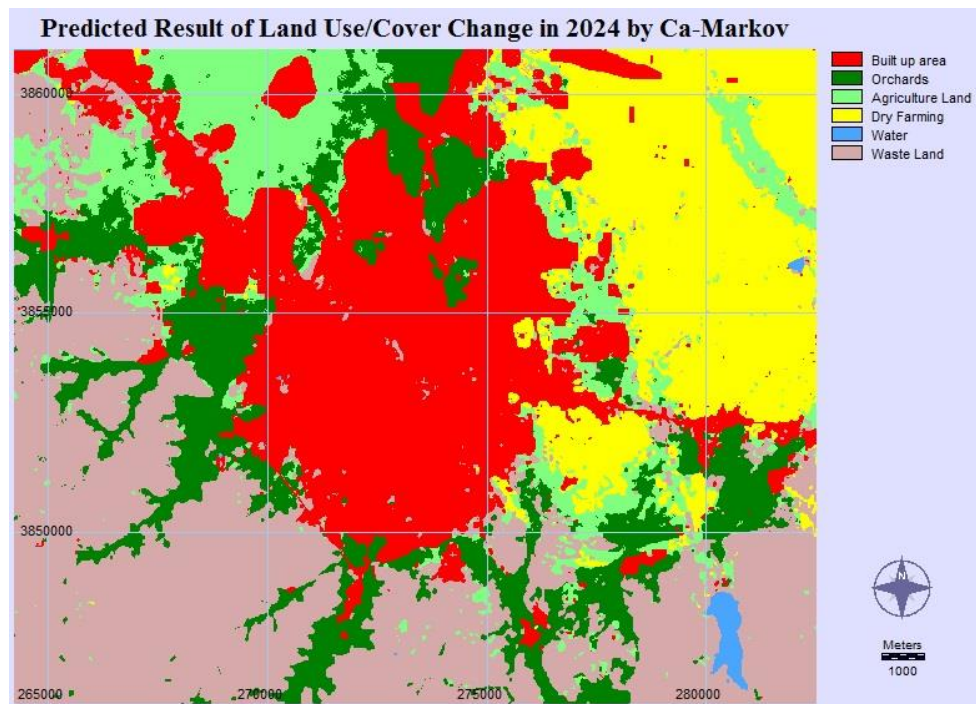 Predicted Result of Land Use/Cover Change in 2024 by Ca-Markov
Built up area
Orchards
Agriculture Land
Dry Farming
Water
Waste Land
3860000
3855000
3850000
265000
270000
275000
280000
Meters
1000